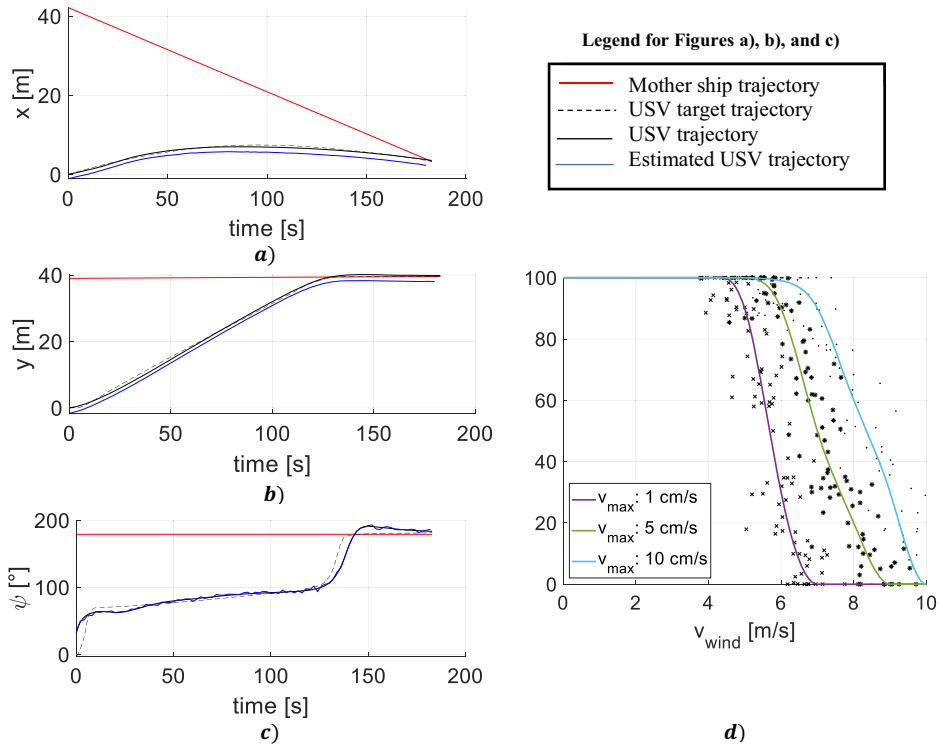 40
20
0
x [m]
0
50
100
150
200
time [s]
a)
Legend for Figures a), b), and c)
Mother ship trajectory
USV target trajectory
USV trajectory
Estimated USV trajectory
40
20
0
y [m]
0
50
100
150
200
time [s]
b)
200
100
0
ψ [°]
0
50
100
150
200
time [s]
c)
100
80
60
40
20
0
v_max: 1 cm/s
v_max: 5 cm/s
v_max: 10 cm/s
0
2
4
6
8
10
v_wind [m/s]
d)